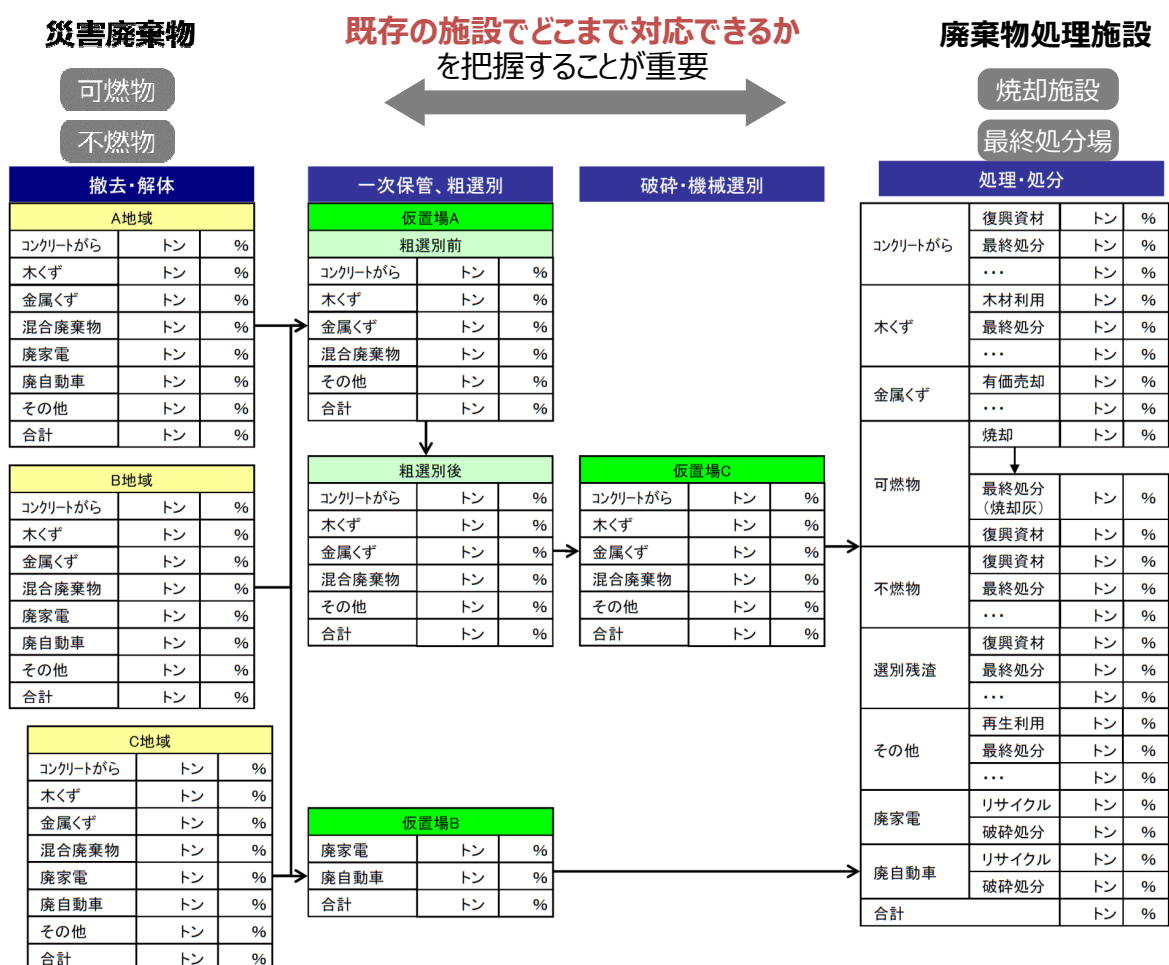 災害廃棄物
可燃物
不燃物
既存の施設でどこまで対応できるか
を把握することが重要
廃棄物処理施設
焼却施設
最終処分場
撤去・解体
A地域
コンクリートがら トン %
木くず トン %
金属くず トン %
混合廃棄物 トン %
廃家電 トン %
廃自動車 トン %
その他 トン %
合計 トン %
B地域
コンクリートがら トン %
木くず トン %
金属くず トン %
混合廃棄物 トン %
廃家電 トン %
廃自動車 トン %
その他 トン %
合計 トン %
C地域
コンクリートがら トン %
木くず トン %
金属くず トン %
混合廃棄物 トン %
廃家電 トン %
廃自動車 トン %
その他 トン %
合計 トン %
一次保管、粗選別
仮置場A
粗選別前
コンクリートがら トン %
木くず トン %
金属くず トン %
混合廃棄物 トン %
その他 トン %
合計 トン %
粗選別後
コンクリートがら トン %
木くず トン %
金属くず トン %
混合廃棄物 トン %
その他 トン %
合計 トン %
仮置場B
廃家電 トン %
廃自動車 トン %
合計 トン %
破砕・機械選別
仮置場C
コンクリートがら トン %
木くず トン %
金属くず トン %
混合廃棄物 トン %
その他 トン %
合計 トン %
処理・処分
コンクリートがら 復興資材 トン %
最終処分 トン %
・・・ トン %
木くず 木材利用 トン %
最終処分 トン %
・・・ トン %
金属くず 有価売却 トン %
・・・ トン %
可燃物 焼却 トン %
最終処分
（焼却灰） トン %
復興資材 トン %
不燃物 復興資材 トン %
最終処分 トン %
・・・ トン %
選別残渣 復興資材 トン %
最終処分 トン %
・・・ トン %
その他 再生利用 トン %
最終処分 トン %
・・・ トン %
廃家電 リサイクル トン %
破砕処分 トン %
廃自動車 リサイクル トン %
破砕処分 トン %
合計 トン %